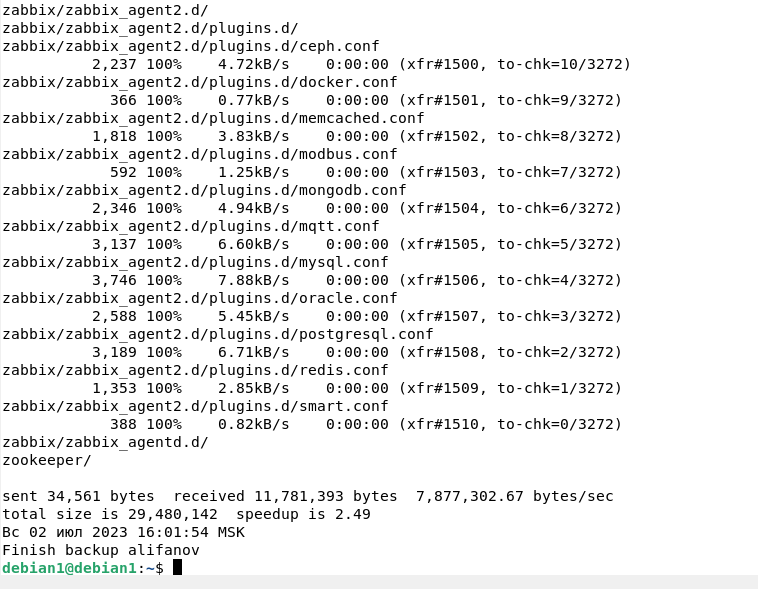 zabbix/zabbix_agent2.d/
zabbix/zabbix_agent2.d/plugins.d/
zabbix/zabbix_agent2.d/plugins.d/ceph.conf
          2,237 100%    4.72kB/s    0:00:00 (xfr#1500, to-chk=10/3272)
zabbix/zabbix_agent2.d/plugins.d/docker.conf
            366 100%    0.77kB/s    0:00:00 (xfr#1501, to-chk=9/3272)
zabbix/zabbix_agent2.d/plugins.d/memcached.conf
          1,818 100%    3.83kB/s    0:00:00 (xfr#1502, to-chk=8/3272)
zabbix/zabbix_agent2.d/plugins.d/modbus.conf
            592 100%    1.25kB/s    0:00:00 (xfr#1503, to-chk=7/3272)
zabbix/zabbix_agent2.d/plugins.d/mongodb.conf
          2,346 100%    4.94kB/s    0:00:00 (xfr#1504, to-chk=6/3272)
zabbix/zabbix_agent2.d/plugins.d/mqtt.conf
          3,137 100%    6.60kB/s    0:00:00 (xfr#1505, to-chk=5/3272)
zabbix/zabbix_agent2.d/plugins.d/mysql.conf
          3,746 100%    7.88kB/s    0:00:00 (xfr#1506, to-chk=4/3272)
zabbix/zabbix_agent2.d/plugins.d/oracle.conf
          2,588 100%    5.45kB/s    0:00:00 (xfr#1507, to-chk=3/3272)
zabbix/zabbix_agent2.d/plugins.d/postgresql.conf
          3,189 100%    6.71kB/s    0:00:00 (xfr#1508, to-chk=2/3272)
zabbix/zabbix_agent2.d/plugins.d/redis.conf
          1,353 100%    2.85kB/s    0:00:00 (xfr#1509, to-chk=1/3272)
zabbix/zabbix_agent2.d/plugins.d/smart.conf
            388 100%    0.82kB/s    0:00:00 (xfr#1510, to-chk=0/3272)
zabbix/zabbix_agentd.d/
zookeeper/

sent 34,561 bytes  received 11,781,393 bytes  7,877,302.67 bytes/sec
total size is 29,480,142  speedup is 2.49
Вс 02 июл 2023 16:01:54 MSK
Finish backup alifanov
debian1@debian1:~$